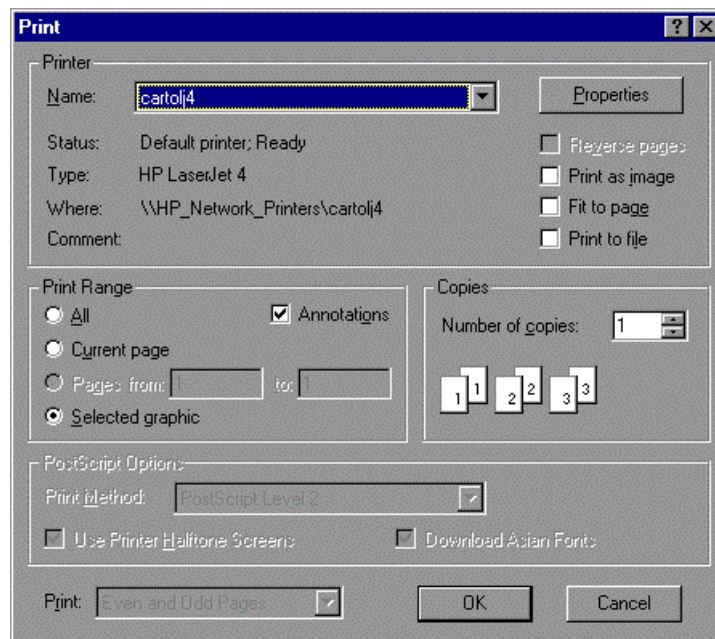 Print
Printer
Name: cartolj4 Properties
Status: Default printer; Ready Reverse pages
Type: HP LaserJet 4 Print as image
Where: \\HP_Network_Printers\cartolj4 Fit to page
Comment: Print to file
Print Range
All Annotations
Current page
Pages from: 1 to: 1
Selected graphic
Copies
Number of copies: 1
1 1 2 2 3 3
PostScript Options
Print Method: PostScript Level 2
Use Printer Halftone Screens Download Asian Fonts
Print: Even and Odd Pages OK Cancel